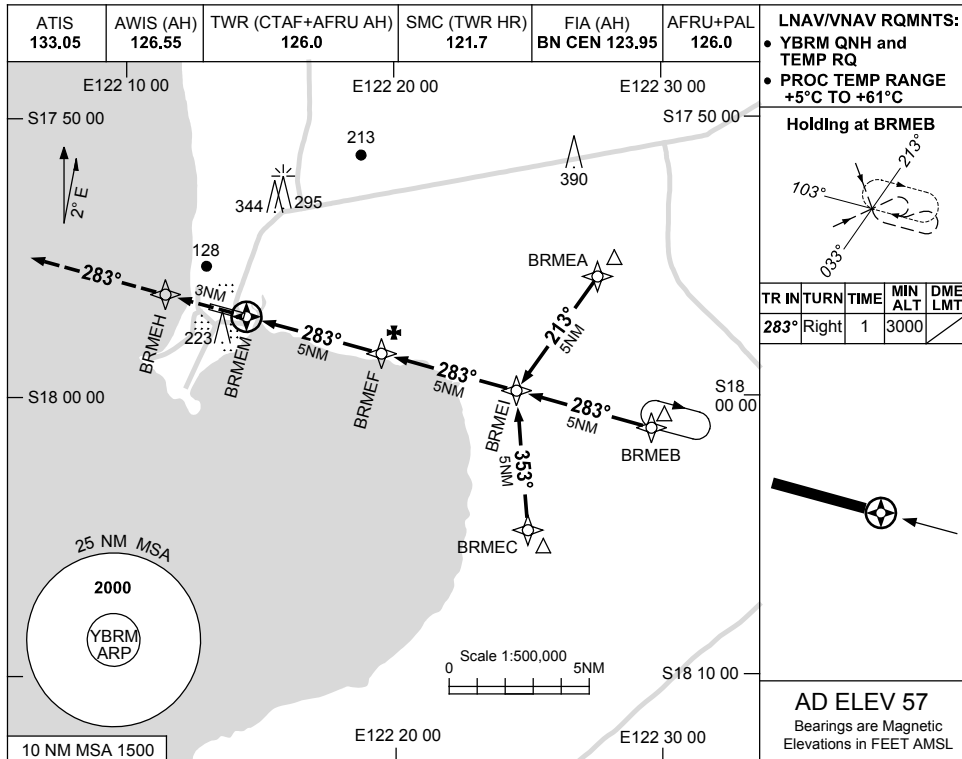 ATIS
133.05
AWIS (AH)
126.55
TWR (CTAF+AFRU AH)
126.0
SMC (TWR HR)
121.7
FIA (AH)
BN CEN 123.95
AFRU+PAL
126.0
LNAV/VNAV RQMNTS:
• YBRM QNH and
TEMP RQ
• PROC TEMP RANGE
+5°C TO +61°C
E122 10 00
E122 20 00
E122 30 00
S17 50 00
S17 50 00
213
390
344
295
2° E
128
283°
3NM
223
BRMEH
BRMEM
283°
5NM
BRMEF
283°
5NM
BRMEA
213°
5NM
BRMEI
283°
5NM
BRMEB
353°
5NM
BRMEC
S18 00 00
S18
00 00
Holding at BRMEB
213°
103°
033°
TR IN
TURN
TIME
MIN
ALT
DME
LMT
283°
Right
1
3000
25 NM MSA
2000
YBRM
ARP
10 NM MSA 1500
Scale 1:500,000
0
5NM
S18 10 00
E122 20 00
E122 30 00
AD ELEV 57
Bearings are Magnetic
Elevations in FEET AMSL